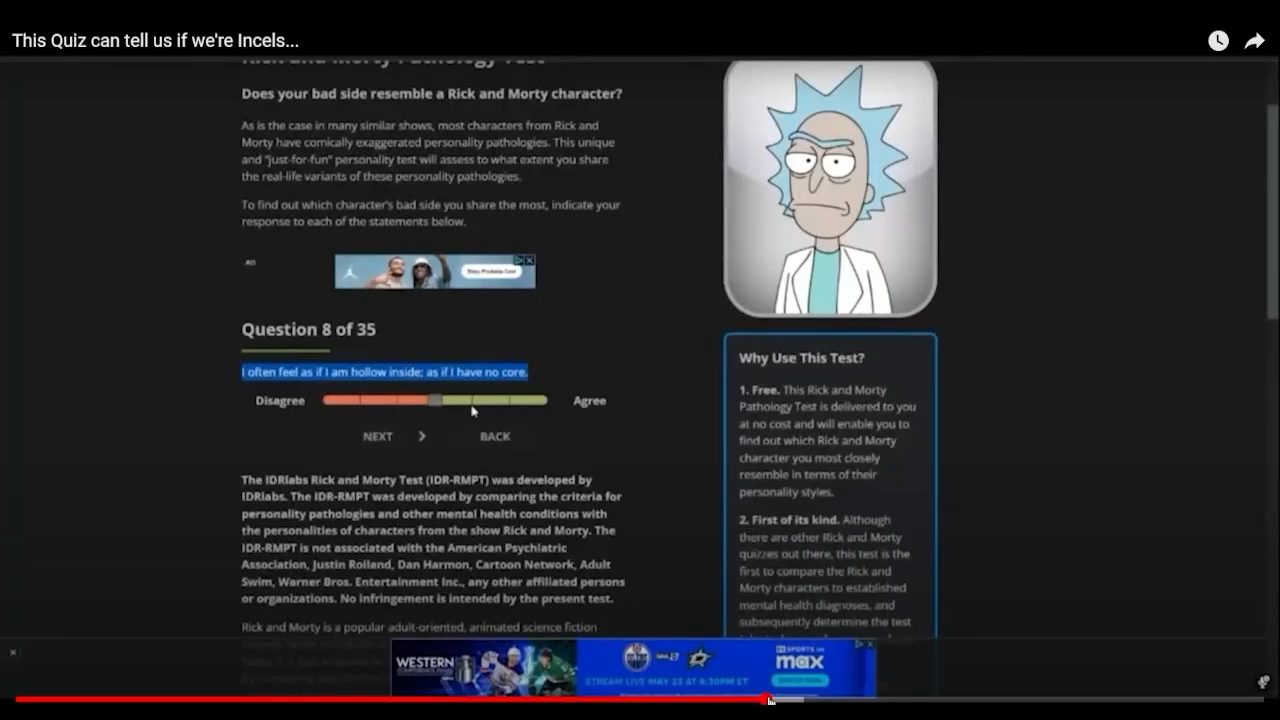 This Quiz can tell us if we're Incels...
Rick and Morty Pathology Test
Does your bad side resemble a Rick and Morty character?
As is the case in many similar shows, most characters from Rick and
Morty have comically exaggerated personality pathologies. This unique
and "just-for-fun" personality test will assess to what extent you share
the real-life variants of these personality pathologies.
To find out which character's bad side you share the most, indicate your
response to each of the statements below.
AD
Question 8 of 35
I often feel as if I am hollow inside; as if I have no core.
Disagree
Agree
NEXT
BACK
The IDRlabs Rick and Morty Test (IDR-RMPT) was developed by
IDRlabs. The IDR-RMPT was developed by comparing the criteria for
personality pathologies and other mental health conditions with
the personalities of characters from the show Rick and Morty. The
IDR-RMPT is not associated with the American Psychiatric
Association, Justin Roiland, Dan Harmon, Cartoon Network, Adult
Swim, Warner Bros. Entertainment Inc., any other affiliated persons
or organizations. No infringement is intended by the present test.
Rick and Morty is a popular adult-oriented, animated science fiction
Why Use This Test?
1. Free. This Rick and Morty
Pathology Test is delivered to you
at no cost and will enable you to
find out which Rick and Morty
character you most closely
resemble in terms of their
personality styles.
2. First of its kind. Although
there are other Rick and Morty
quizzes out there, this test is the
first to compare the Rick and
Morty characters to established
mental health diagnoses, and
subsequently determine the test
WESTERN
STREAM LIVE MAY 23 AT 8:30PM ET
SPORTS ON
max